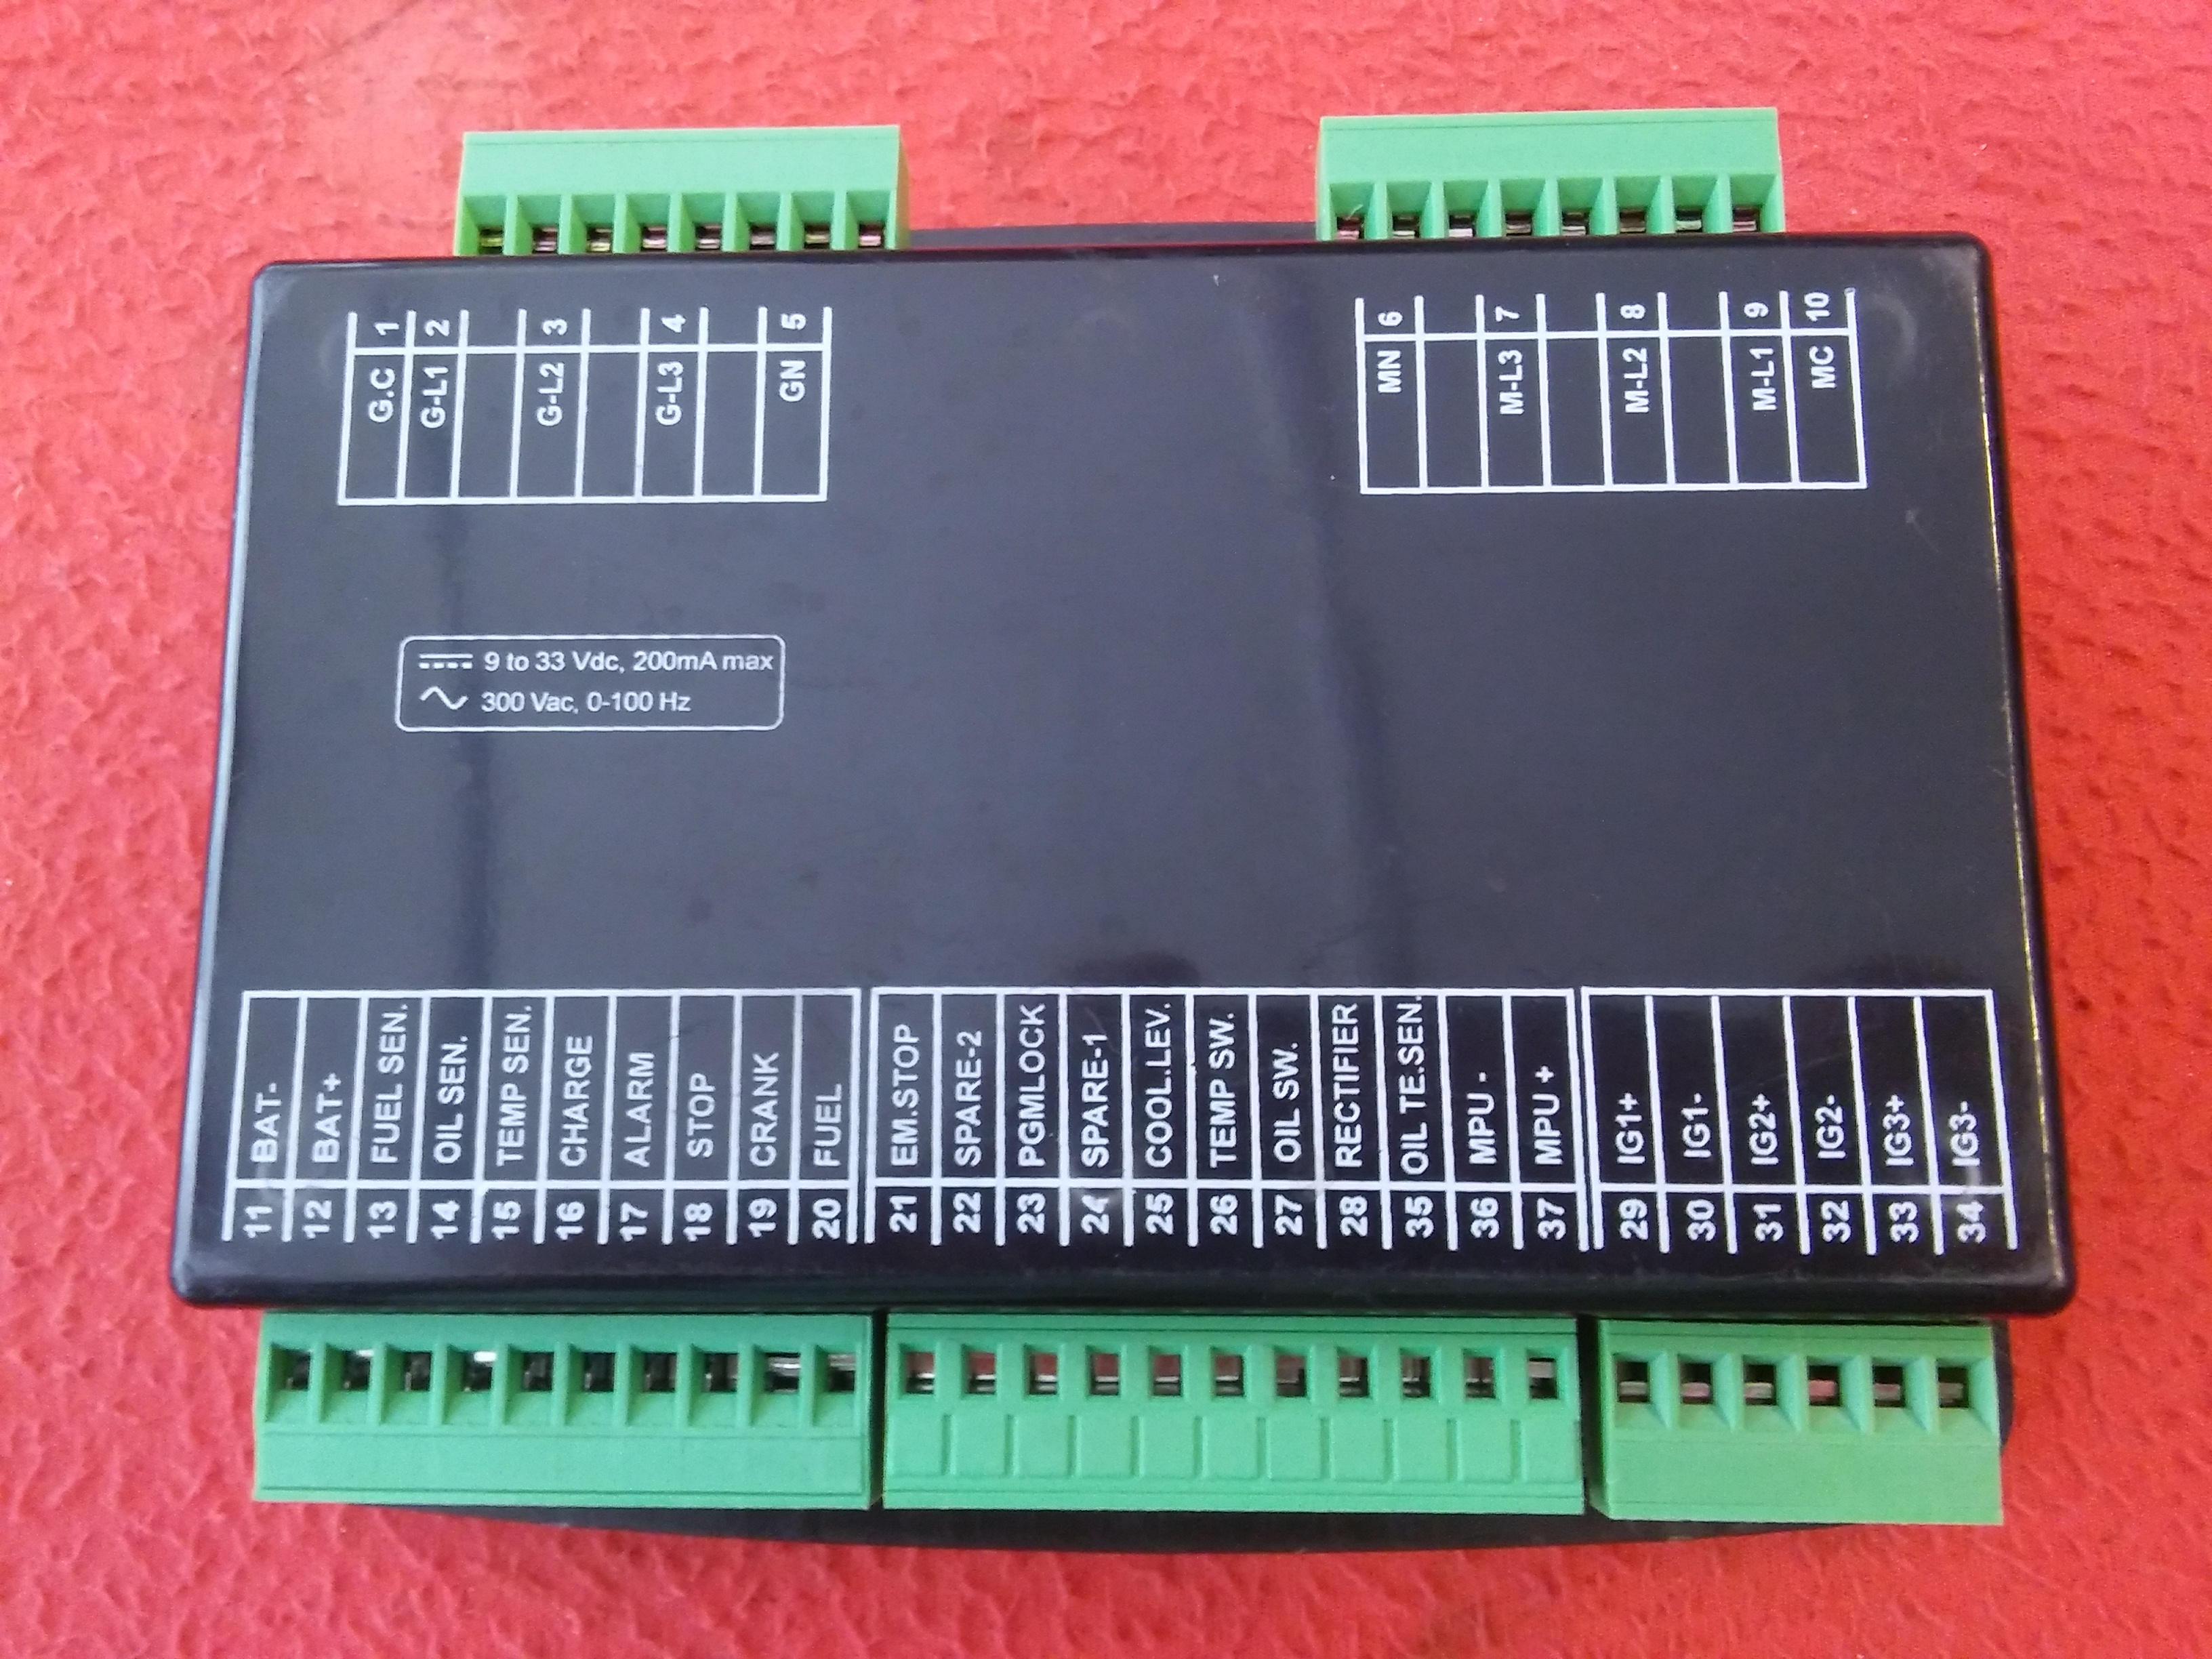 1 G.C
2 G-L1
3 G-L2
4 G-L3
5 GN
6 MN
7 M-L3
8 M-L2
9 M-L1
10 MC
9 to 33 Vdc, 200mA max
300 Vac, 0-100 Hz
11 BAT-
12 BAT+
13 FUEL SEN.
14 OIL SEN.
15 TEMP SEN.
16 CHARGE
17 ALARM
18 STOP
19 CRANK
20 FUEL
21 EM.STOP
22 SPARE-2
23 PGMLOCK
24 SPARE-1
25 COOL.LEV.
26 TEMP SW.
27 OIL SW.
28 RECTIFIER
35 OIL TE.SEN.
36 MPU -
37 MPU +
29 IG1+
30 IG1-
31 IG2+
32 IG2-
33 IG3+
34 IG3-